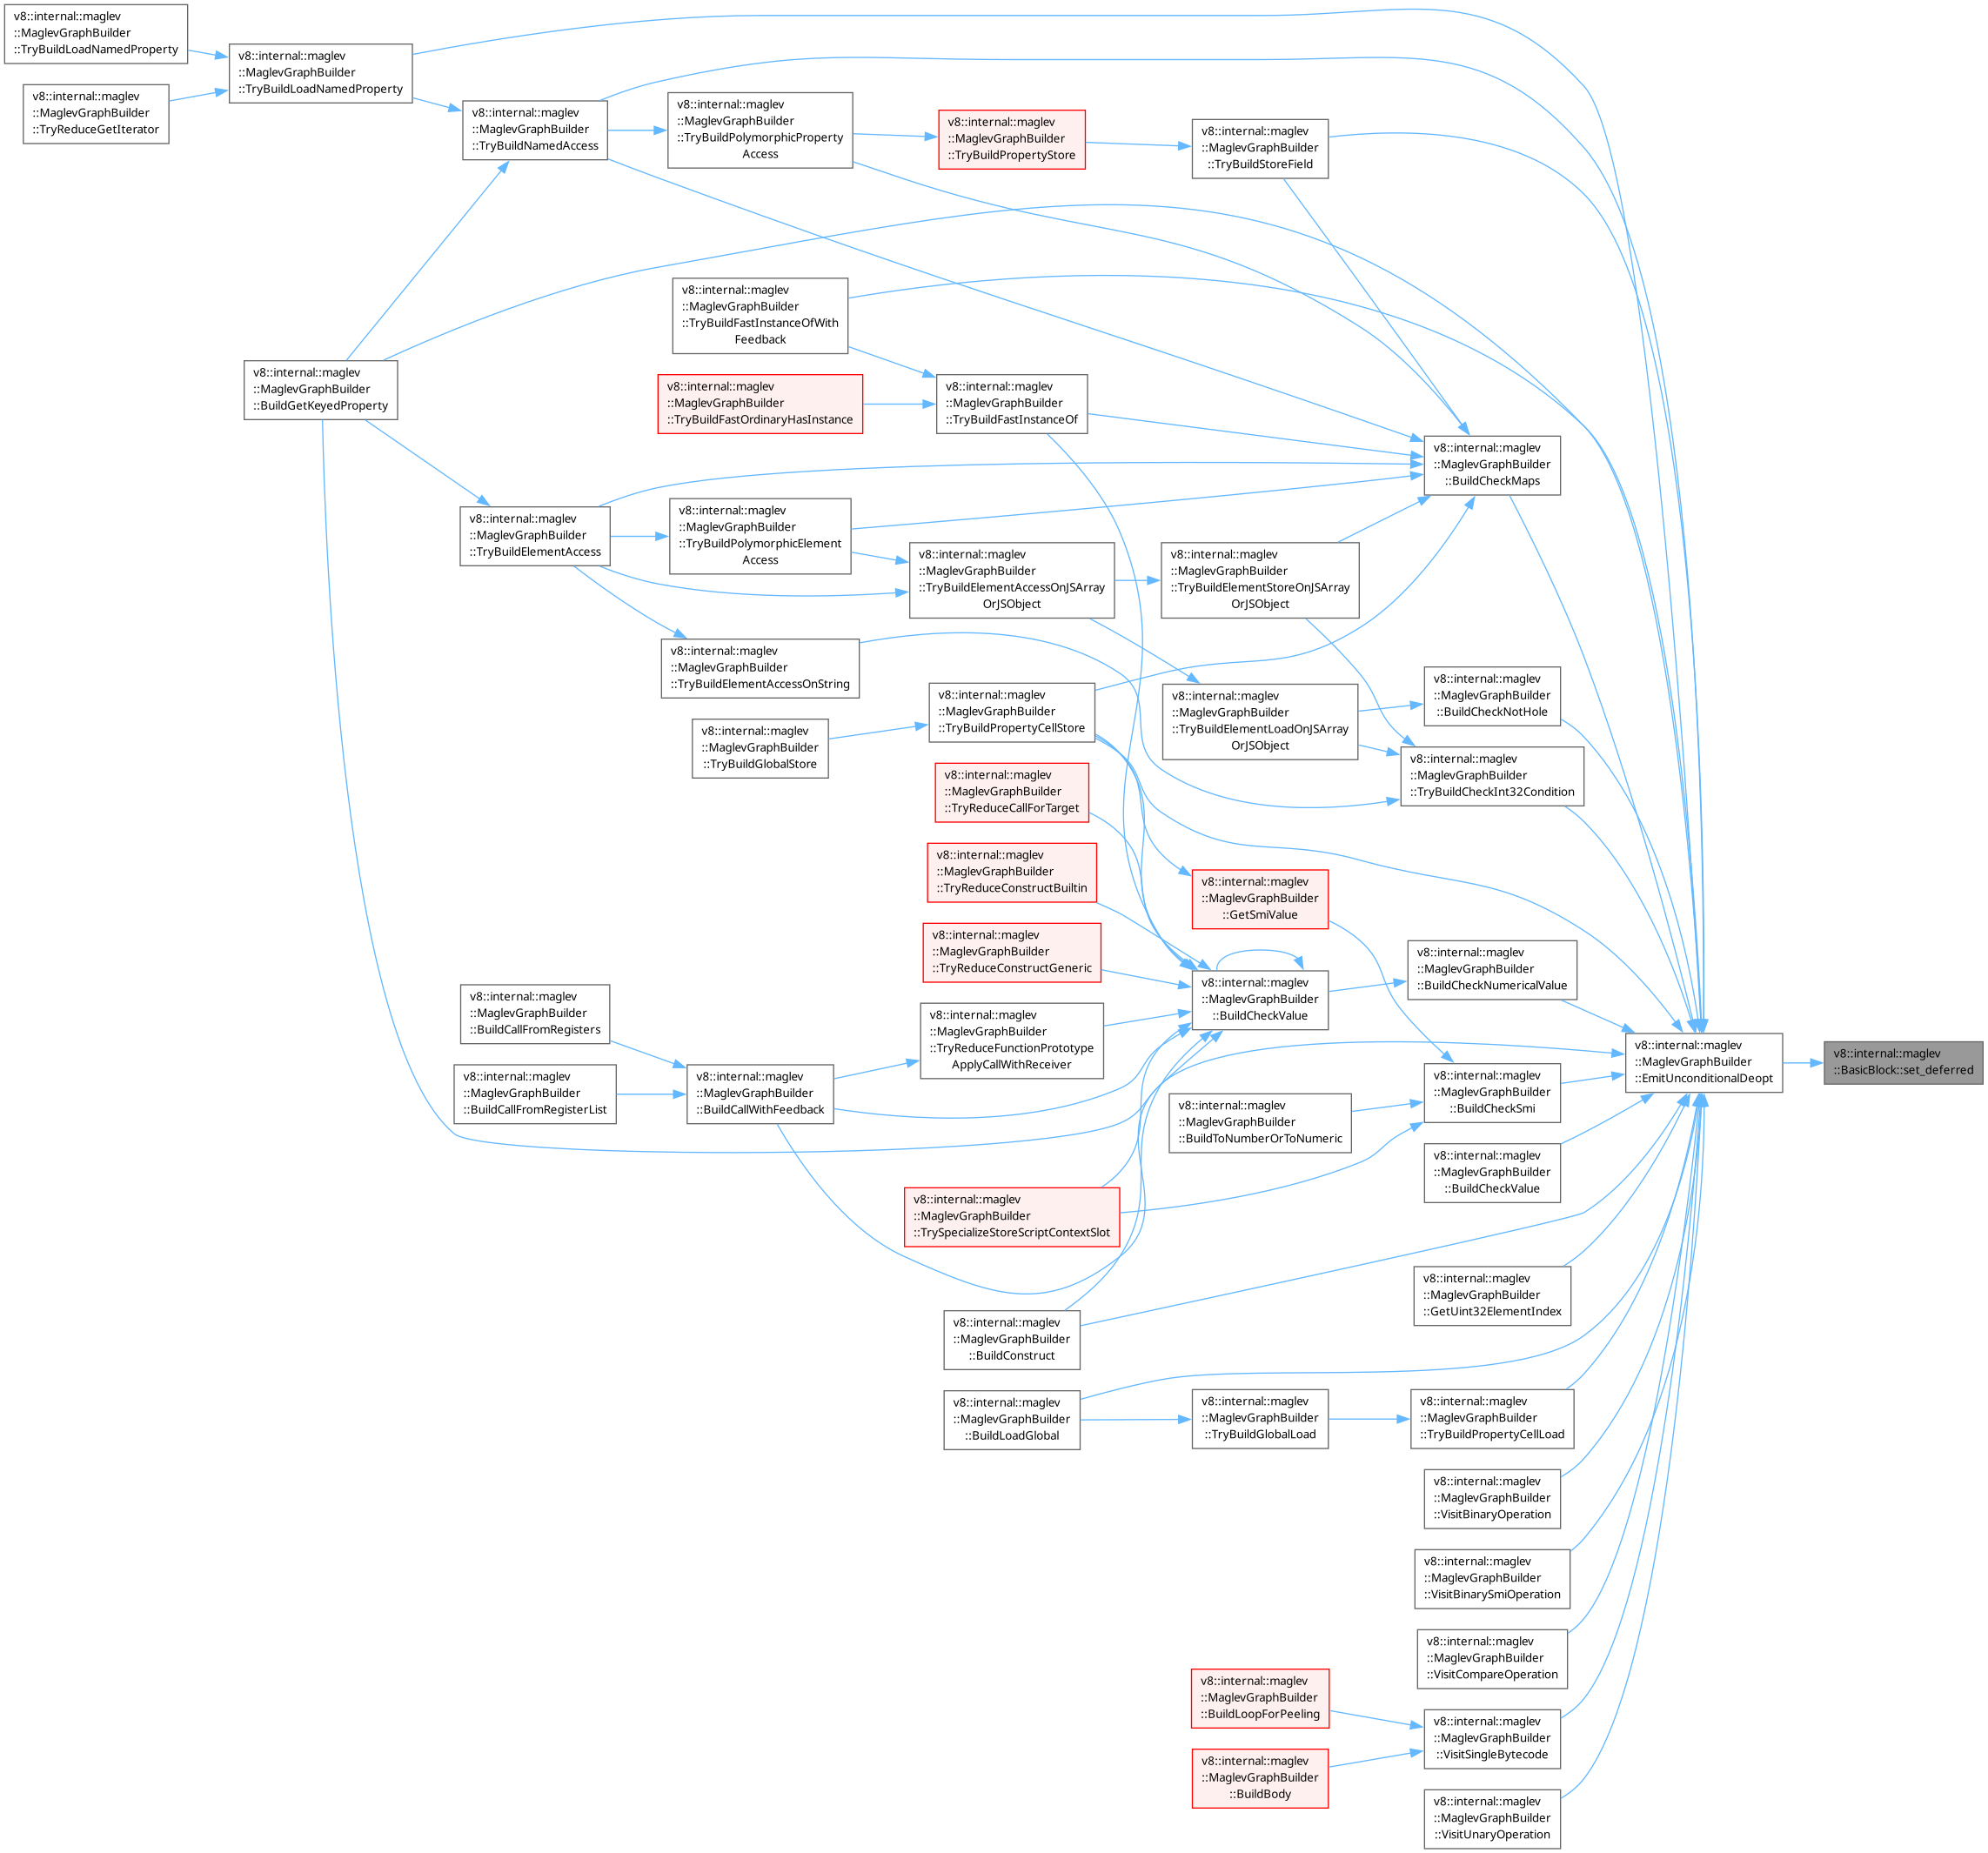 v8::internal::maglev
::MaglevGraphBuilder
::TryBuildLoadNamedProperty
v8::internal::maglev
::MaglevGraphBuilder
::TryReduceGetIterator
v8::internal::maglev
::MaglevGraphBuilder
::TryBuildLoadNamedProperty
v8::internal::maglev
::MaglevGraphBuilder
::TryBuildNamedAccess
v8::internal::maglev
::MaglevGraphBuilder
::TryBuildPolymorphicProperty
Access
v8::internal::maglev
::MaglevGraphBuilder
::TryBuildPropertyStore
v8::internal::maglev
::MaglevGraphBuilder
::TryBuildStoreField
v8::internal::maglev
::MaglevGraphBuilder
::TryBuildFastInstanceOfWith
Feedback
v8::internal::maglev
::MaglevGraphBuilder
::BuildGetKeyedProperty
v8::internal::maglev
::MaglevGraphBuilder
::TryBuildFastOrdinaryHasInstance
v8::internal::maglev
::MaglevGraphBuilder
::TryBuildFastInstanceOf
v8::internal::maglev
::MaglevGraphBuilder
::BuildCheckMaps
v8::internal::maglev
::MaglevGraphBuilder
::TryBuildElementAccess
v8::internal::maglev
::MaglevGraphBuilder
::TryBuildPolymorphicElement
Access
v8::internal::maglev
::MaglevGraphBuilder
::TryBuildElementAccessOnJSArray
OrJSObject
v8::internal::maglev
::MaglevGraphBuilder
::TryBuildElementStoreOnJSArray
OrJSObject
v8::internal::maglev
::MaglevGraphBuilder
::TryBuildElementAccessOnString
v8::internal::maglev
::MaglevGraphBuilder
::TryBuildPropertyCellStore
v8::internal::maglev
::MaglevGraphBuilder
::TryBuildElementLoadOnJSArray
OrJSObject
v8::internal::maglev
::MaglevGraphBuilder
::BuildCheckNotHole
v8::internal::maglev
::MaglevGraphBuilder
::TryBuildGlobalStore
v8::internal::maglev
::MaglevGraphBuilder
::TryBuildCheckInt32Condition
v8::internal::maglev
::MaglevGraphBuilder
::TryReduceCallForTarget
v8::internal::maglev
::MaglevGraphBuilder
::TryReduceConstructBuiltin
v8::internal::maglev
::MaglevGraphBuilder
::GetSmiValue
v8::internal::maglev
::MaglevGraphBuilder
::TryReduceConstructGeneric
v8::internal::maglev
::MaglevGraphBuilder
::BuildCheckValue
v8::internal::maglev
::MaglevGraphBuilder
::BuildCheckNumericalValue
v8::internal::maglev
::MaglevGraphBuilder
::BuildCallFromRegisters
v8::internal::maglev
::MaglevGraphBuilder
::TryReduceFunctionPrototype
ApplyCallWithReceiver
v8::internal::maglev
::MaglevGraphBuilder
::EmitUnconditionalDeopt
v8::internal::maglev
::BasicBlock::set_deferred
v8::internal::maglev
::MaglevGraphBuilder
::BuildCallFromRegisterList
v8::internal::maglev
::MaglevGraphBuilder
::BuildCallWithFeedback
v8::internal::maglev
::MaglevGraphBuilder
::BuildCheckSmi
v8::internal::maglev
::MaglevGraphBuilder
::BuildToNumberOrToNumeric
v8::internal::maglev
::MaglevGraphBuilder
::BuildCheckValue
v8::internal::maglev
::MaglevGraphBuilder
::TrySpecializeStoreScriptContextSlot
v8::internal::maglev
::MaglevGraphBuilder
::GetUint32ElementIndex
v8::internal::maglev
::MaglevGraphBuilder
::BuildConstruct
v8::internal::maglev
::MaglevGraphBuilder
::BuildLoadGlobal
v8::internal::maglev
::MaglevGraphBuilder
::TryBuildGlobalLoad
v8::internal::maglev
::MaglevGraphBuilder
::TryBuildPropertyCellLoad
v8::internal::maglev
::MaglevGraphBuilder
::VisitBinaryOperation
v8::internal::maglev
::MaglevGraphBuilder
::VisitBinarySmiOperation
v8::internal::maglev
::MaglevGraphBuilder
::VisitCompareOperation
v8::internal::maglev
::MaglevGraphBuilder
::BuildLoopForPeeling
v8::internal::maglev
::MaglevGraphBuilder
::VisitSingleBytecode
v8::internal::maglev
::MaglevGraphBuilder
::BuildBody
v8::internal::maglev
::MaglevGraphBuilder
::VisitUnaryOperation